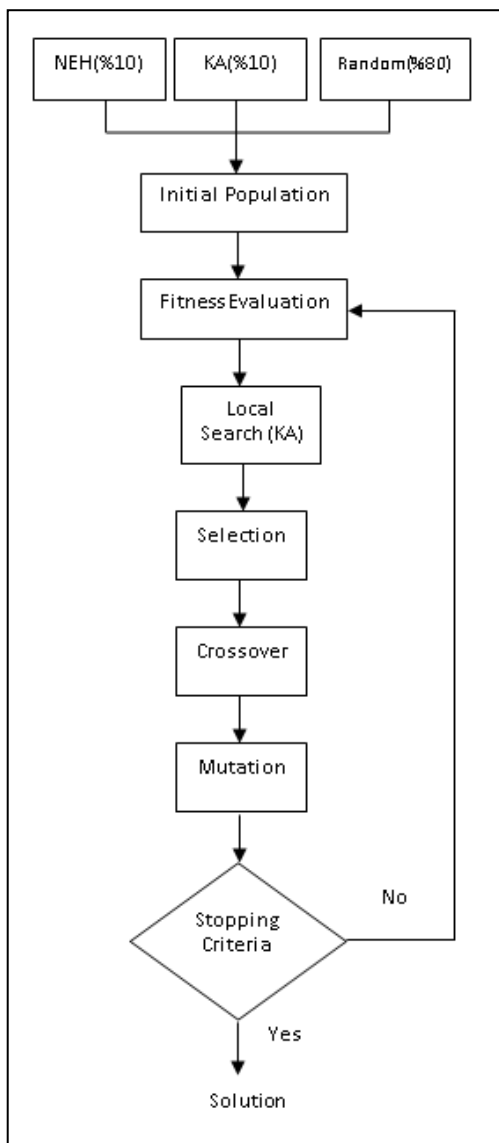 NEH(%10)
KA(%10)
Random(%80)
Initial Population
FitnessEvaluation
Local
Search (KA)
Selection
Crossover
Mutation
Stopping
Criteria
No
Yes
Solution